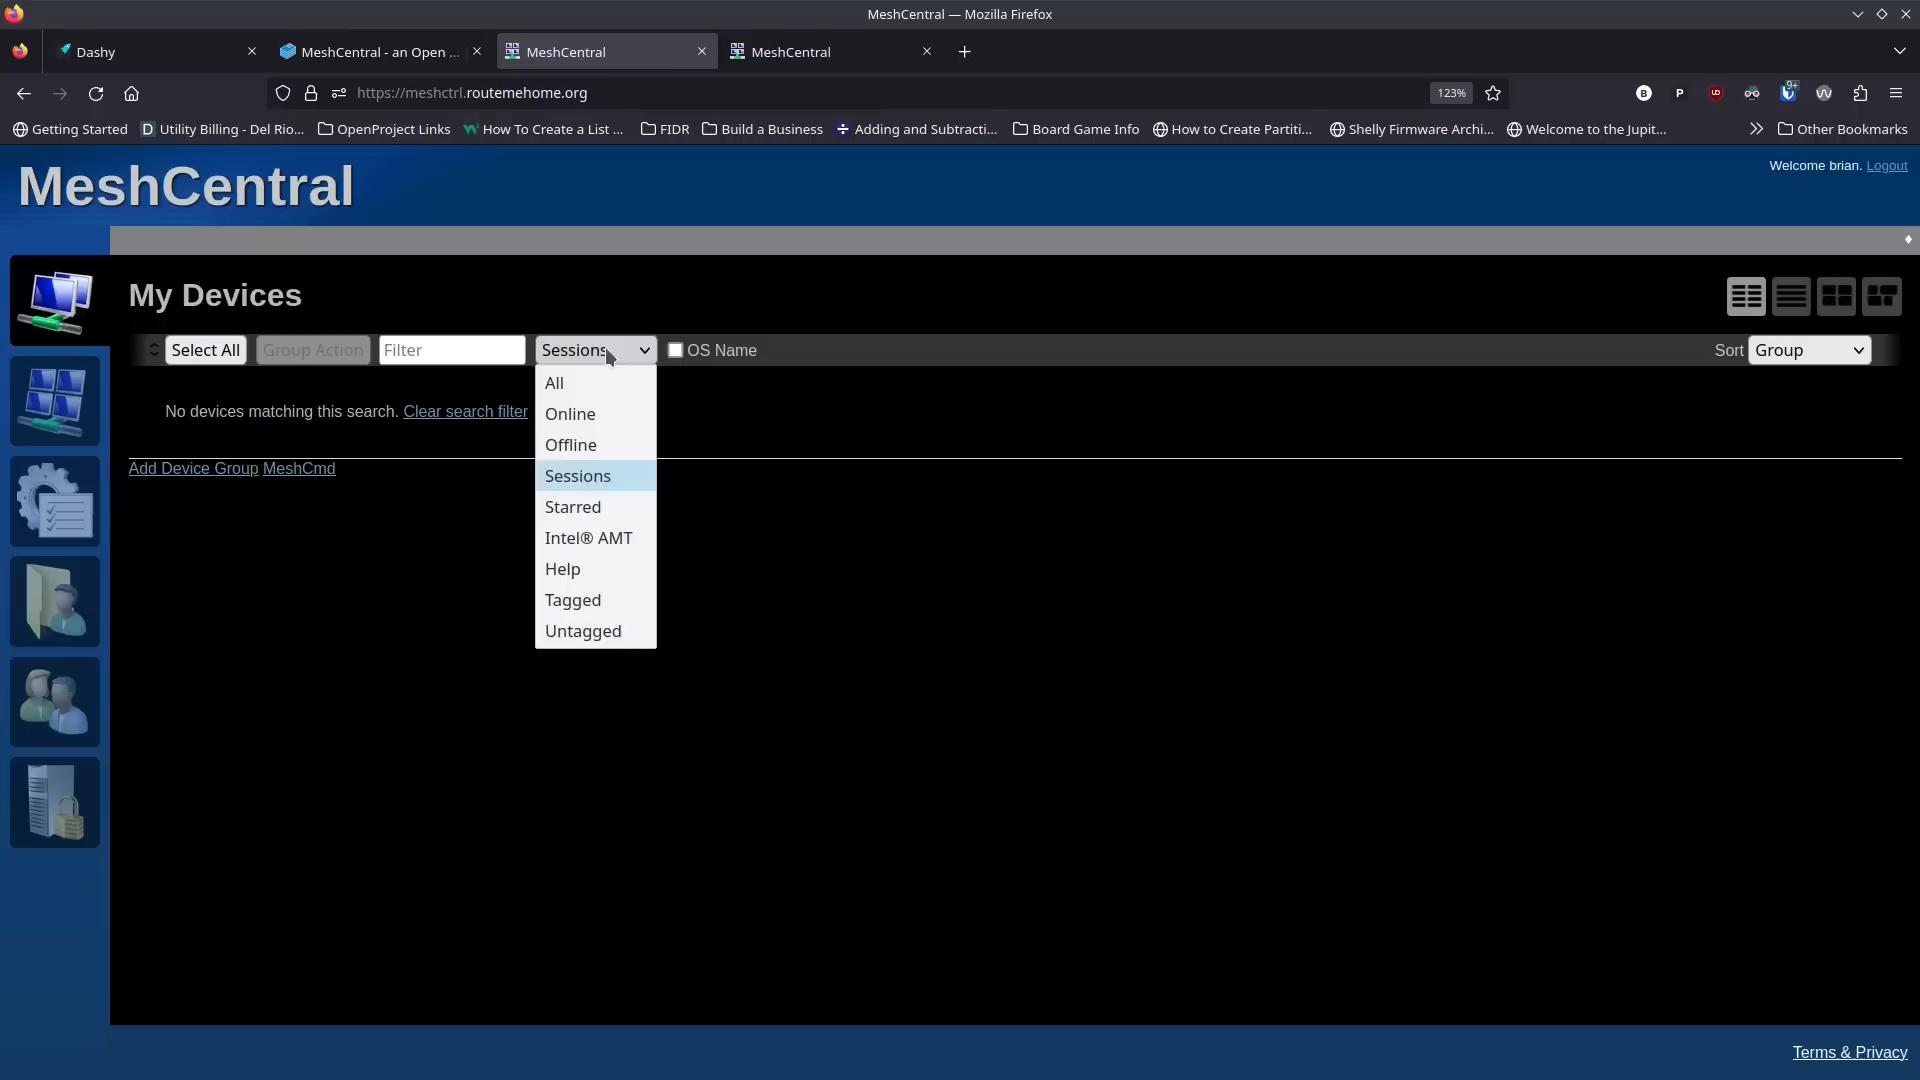 MeshCentral — Mozilla Firefox
Dashy
MeshCentral - an Open ...
MeshCentral
MeshCentral
https://meshctrl.routemehome.org
123%
9+
Getting Started
Utility Billing - Del Rio...
OpenProject Links
How To Create a List ...
FIDR
Build a Business
Adding and Subtracti...
Board Game Info
How to Create Partiti...
Shelly Firmware Archi...
Welcome to the Jupit...
Other Bookmarks
MeshCentral
Welcome brian. Logout
My Devices
Select All
Group Action
Filter
Sessions
OS Name
Sort
Group
No devices matching this search. Clear search filter
Add Device Group MeshCmd
All
Online
Offline
Sessions
Starred
Intel® AMT
Help
Tagged
Untagged
Terms & Privacy